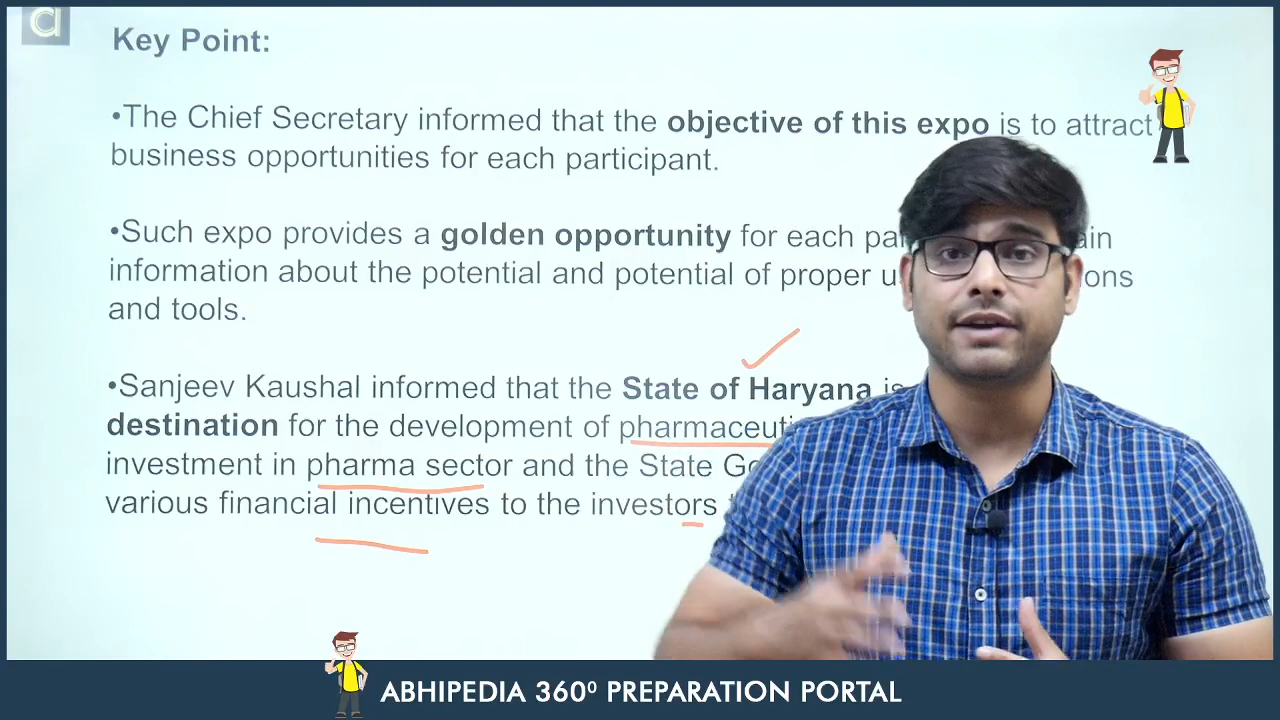 d
Key Point:
•The Chief Secretary informed that the objective of this expo is to attract
business opportunities for each participant.
•Such expo provides a golden opportunity for each pa ain
information about the potential and potential of proper u ons
and tools.
•Sanjeev Kaushal informed that the State of Haryana is
destination for the development of pharmaceuti
investment in pharma sector and the State Go
various financial incentives to the investors
ABHIPEDIA 360⁰ PREPARATION PORTAL